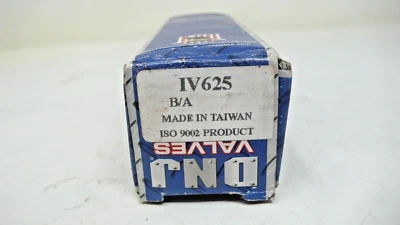 IV625
B/A
MADE IN TAIWAN
ISO 9002 PRODUCT
VALVES
DNJ